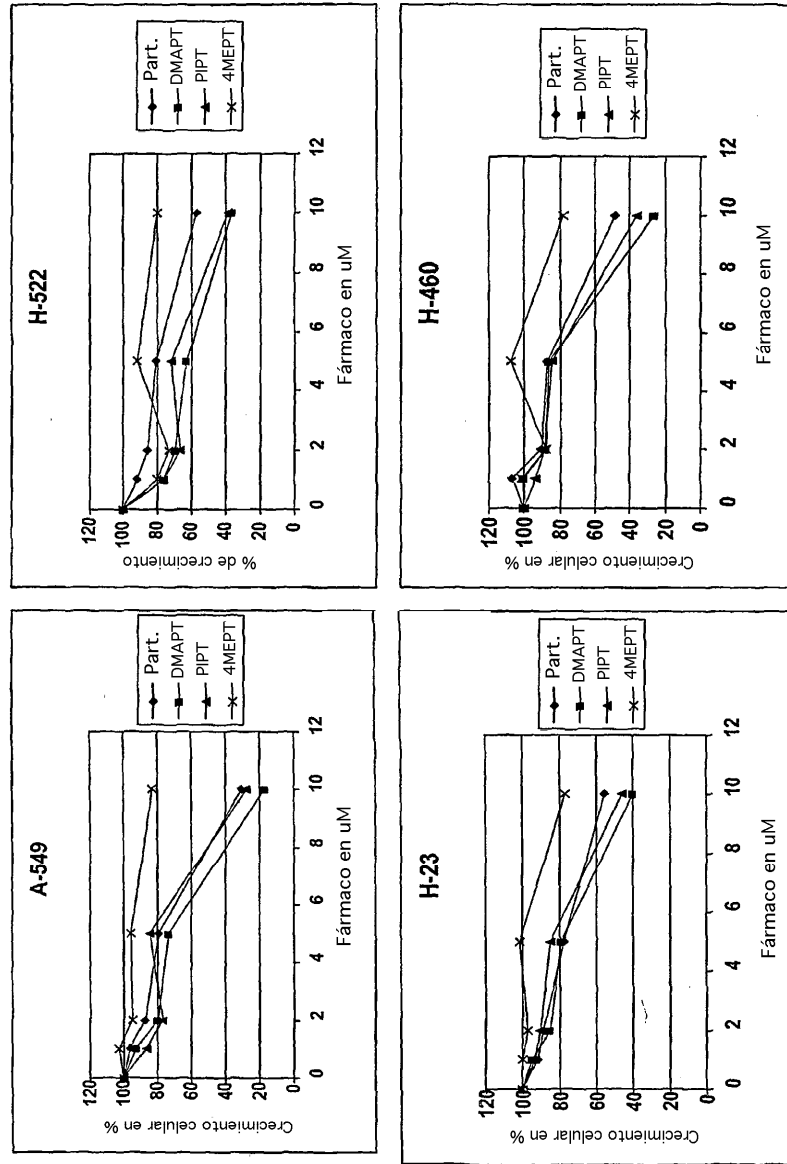 A-549
Crecimiento celular en %
120
100
80
60
40
20
0
0 2 4 6 8 10 12
Fármaco en uM
Part.
DMAPT
PIPT
4MEPT
H-522
% de crecimiento
120
100
80
60
40
20
0
0 2 4 6 8 10 12
Fármaco en uM
Part.
DMAPT
PIPT
4MEPT
H-23
Crecimiento celular en %
120
100
80
60
40
20
0
0 2 4 6 8 10 12
Fármaco en uM
Part.
DMAPT
PIPT
4MEPT
H-460
Crecimiento celular en %
120
100
80
60
40
20
0
0 2 4 6 8 10 12
Fármaco en uM
Part.
DMAPT
PIPT
4MEPT